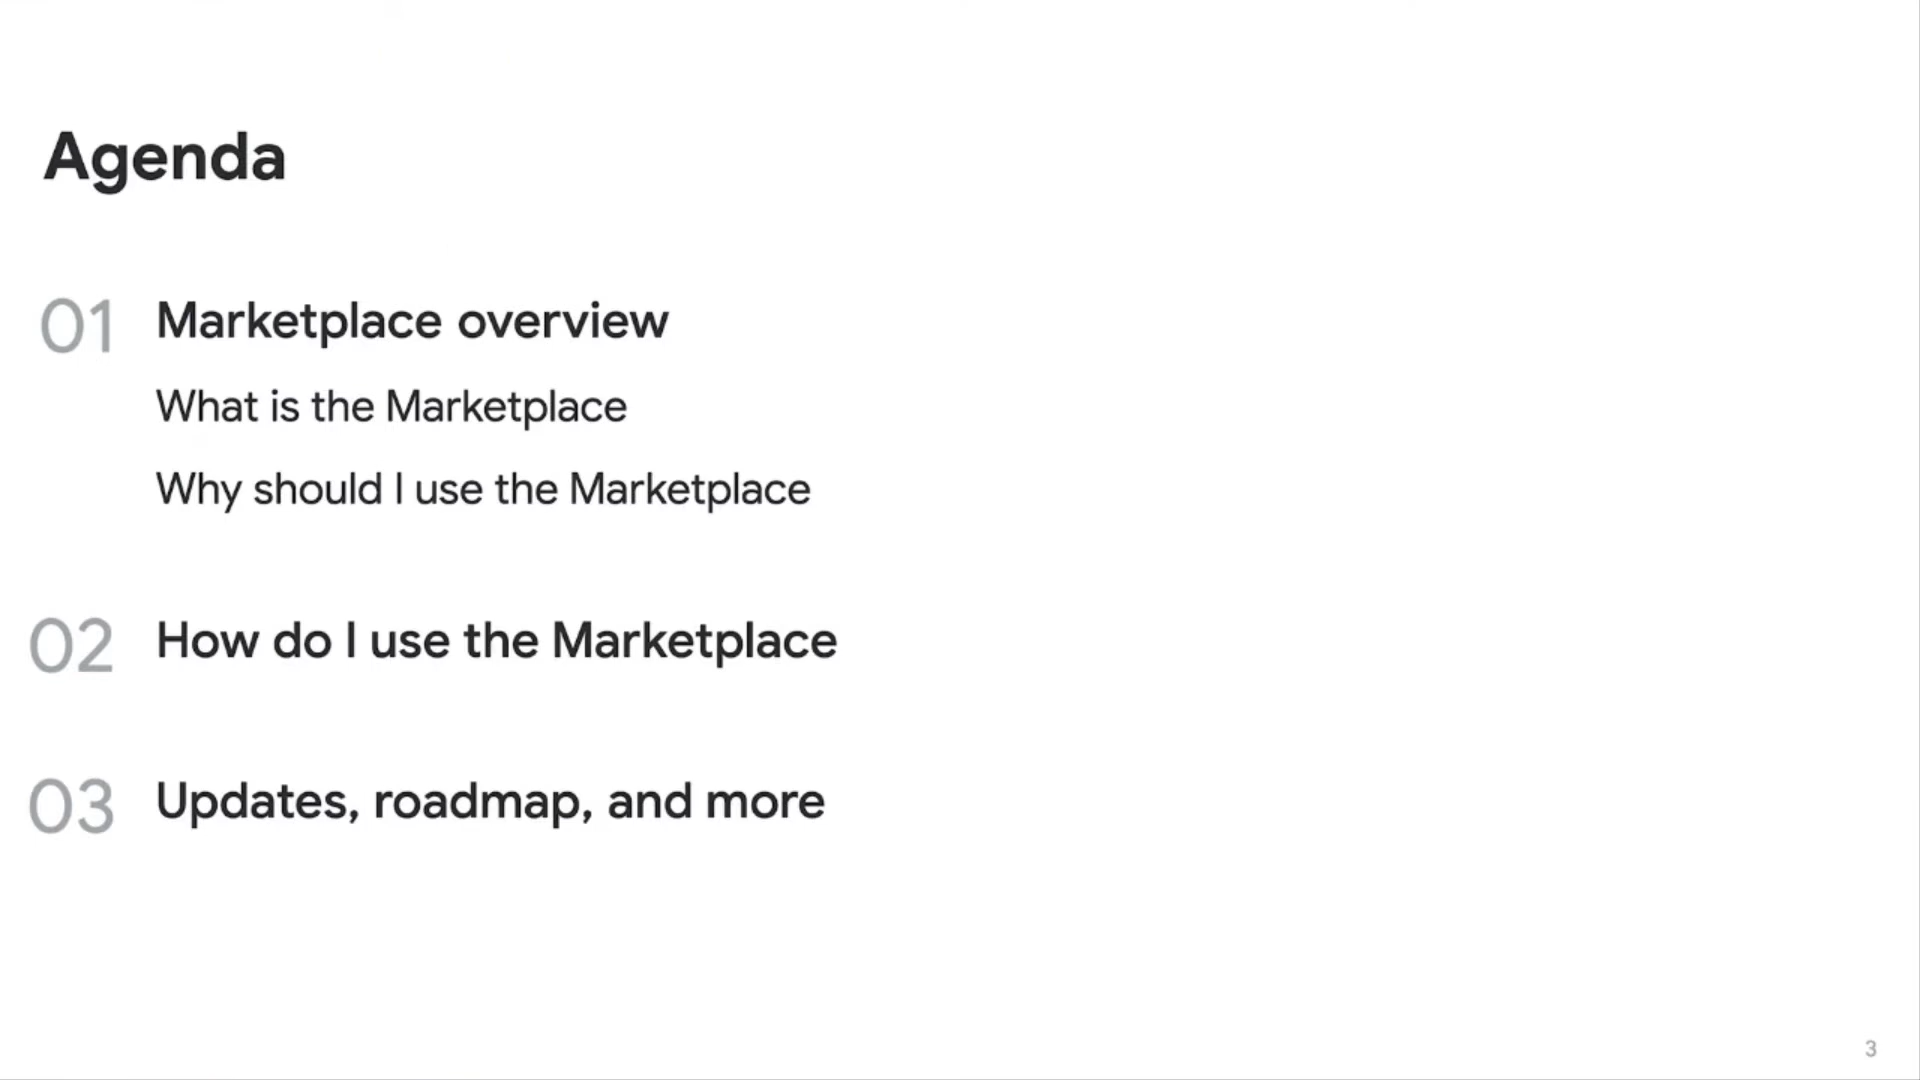 Agenda
01 Marketplace overview
What is the Marketplace
Why should I use the Marketplace
02 How do I use the Marketplace
03 Updates, roadmap, and more
3